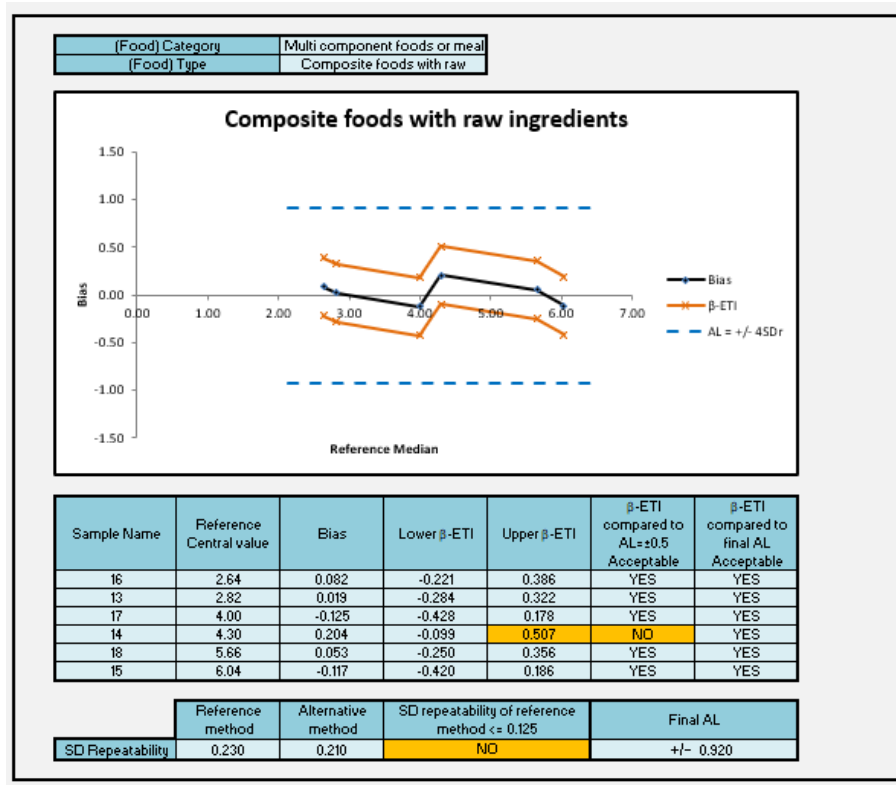 (Food) Category Multi component foods or meal
(Food) Type Composite foods with raw
Composite foods with raw ingredients
1.50
1.00
0.50
0.00
-0.50
-1.00
-1.50
0.00 1.00 2.00 3.00 4.00 5.00 6.00 7.00
Bias
Reference Median
Bias
β-ETI
AL = +/- 4SDr
Sample Name Reference Central value Bias Lower β-ETI Upper β-ETI β-ETI compared to AL=±0.5 Acceptable β-ETI compared to final AL Acceptable
16 2.64 0.082 -0.221 0.386 YES YES
13 2.82 0.019 -0.284 0.322 YES YES
17 4.00 -0.125 -0.428 0.178 YES YES
14 4.30 0.204 -0.099 0.507 NO YES
18 5.66 0.053 -0.250 0.356 YES YES
15 6.04 -0.117 -0.420 0.186 YES YES
Reference method Alternative method SD repeatability of reference method <= 0.125 Final AL
SD Repeatability 0.230 0.210 NO +/- 0.920